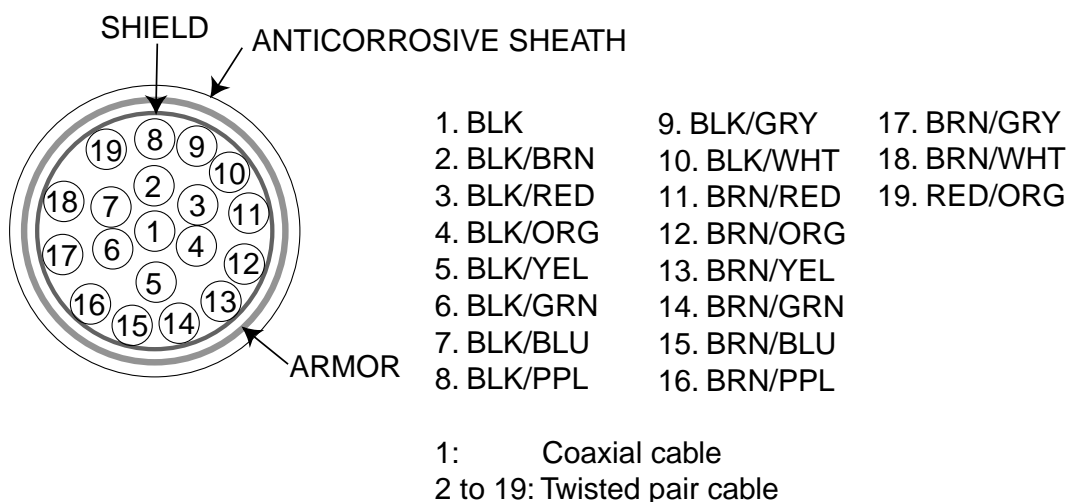 SHIELD
ANTICORROSIVE SHEATH
19 8 9
10
18 7 2 3 11
1
17 6 4 12
5
16 13
15 14
ARMOR
1. BLK
2. BLK/BRN
3. BLK/RED
4. BLK/ORG
5. BLK/YEL
6. BLK/GRN
7. BLK/BLU
8. BLK/PPL
9. BLK/GRY
10. BLK/WHT
11. BRN/RED
12. BRN/ORG
13. BRN/YEL
14. BRN/GRN
15. BRN/BLU
16. BRN/PPL
17. BRN/GRY
18. BRN/WHT
19. RED/ORG
1: Coaxial cable
2 to 19: Twisted pair cable